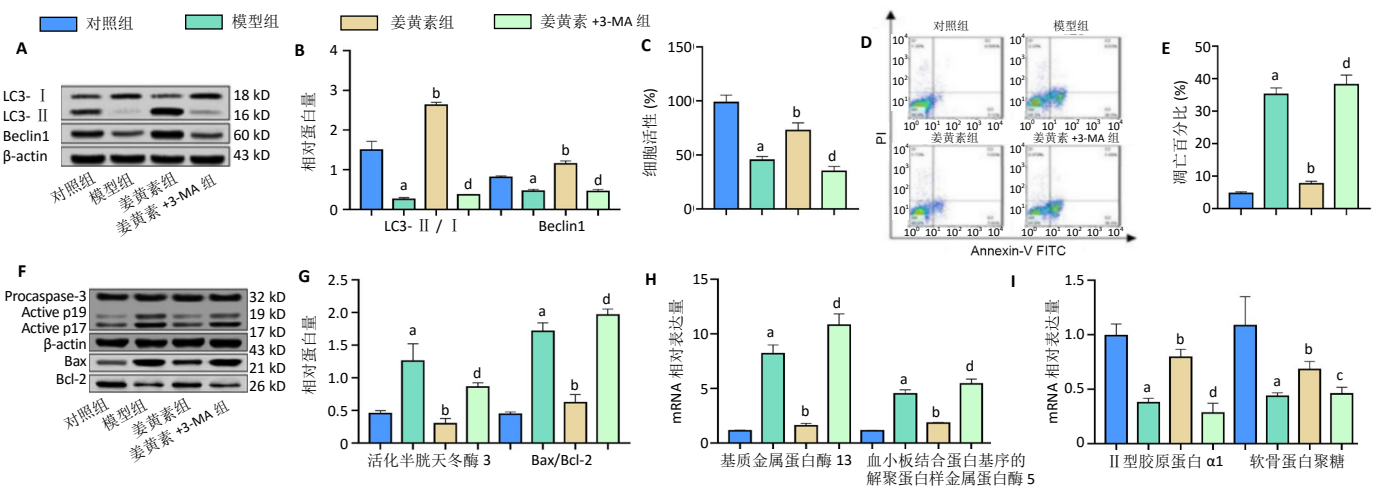 对照组 模型组 姜黄素组 姜黄素 +3-MA 组
A
LC3- Ⅰ 18 kD
LC3- Ⅱ 16 kD
Beclin1 60 kD
β-actin 43 kD
对照组
模型组
姜黄素组
姜黄素 +3-MA 组
B
相对蛋白量
4
3
2
1
0
a
b
d
a
b
d
LC3- Ⅱ / Ⅰ Beclin1
C
细胞活性 (%)
150
100
50
0
a
b
d
D
对照组 模型组
姜黄素组 姜黄素 +3-MA 组
10⁴
10³
10²
10¹
10⁰ 10¹ 10² 10³ 10⁴
PI
Annexin-V FITC
E
凋亡百分比 (%)
50
40
30
20
10
0
a
b
d
F
Procaspase-3 32 kD
Active p19 19 kD
Active p17 17 kD
β-actin 43 kD
Bax 21 kD
Bcl-2 26 kD
对照组
模型组
姜黄素组
姜黄素 +3-MA 组
G
相对蛋白量
2.5
2.0
1.5
1.0
0.5
0
a
b
d
a
b
d
活化半胱天冬酶 3 Bax/Bcl-2
H
mRNA 相对表达量
15
10
5
0
a
b
d
a
b
d
基质金属蛋白酶 13 血小板结合蛋白基序的
解聚蛋白样金属蛋白酶 5
I
mRNA 相对表达量
1.5
1.0
0.5
0
a
b
d
a
b
c
Ⅱ型胶原蛋白 α1 软骨蛋白聚糖